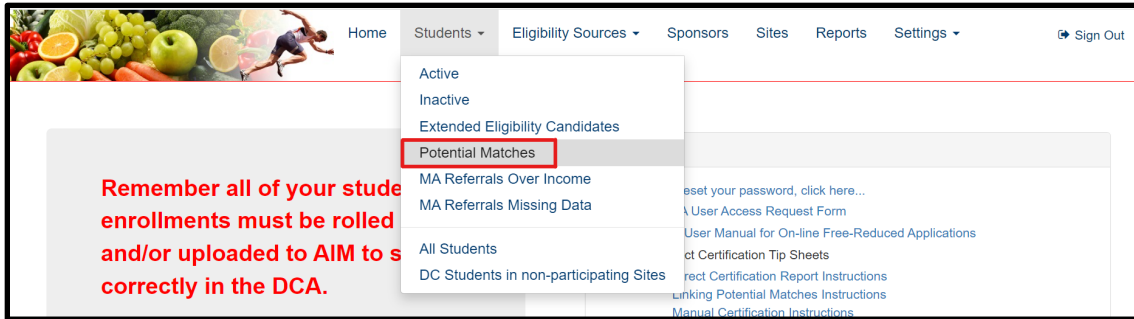 Home Students Eligibility Sources Sponsors Sites Reports Settings Sign Out
Active
Inactive
Extended Eligibility Candidates
Potential Matches
MA Referrals Over Income
MA Referrals Missing Data
All Students
DC Students in non-participating Sites
Remember all of your
enrollments must be rolled
and/or uploaded to AIM to
correctly in the DCA.
your password, click here...
User Access Request Form
User Manual for On-line Free-Reduced Applications
Certification Tip Sheets
Certification Report Instructions
Linking Potential Matches Instructions
Manual Certification Instructions